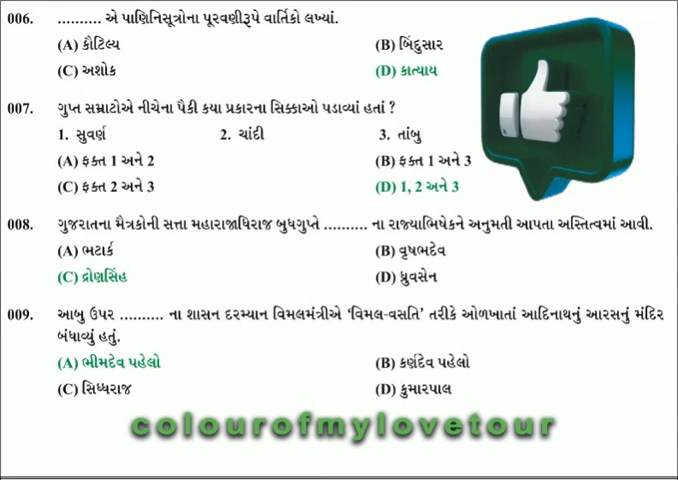 006. .......... એ પાણિનિસૂત્રોના પૂરવણીરૂપે વાર્તિકો લખ્યાં.
(A) કૌટિલ્ય (B) બિંદુસાર
(C) અશોક (D) કાત્યાય
007. ગુપ્ત સમ્રાટોએ નીચેના પૈકી કયા પ્રકારના સિક્કાઓ પડાવ્યાં હતાં ?
1. સુવર્ણ 2. ચાંદી 3. તાંબુ
(A) ફક્ત 1 અને 2 (B) ફક્ત 1 અને 3
(C) ફક્ત 2 અને 3 (D) 1, 2 અને 3
008. ગુજરાતના મૈત્રકોની સત્તા મહારાજાધિરાજ બુધગુપ્તે .......... ના રાજ્યાભિષેકને અનુમતી આપતા અસ્તિત્વમાં આવી.
(A) ભટાર્ક (B) વૃષભદેવ
(C) દ્રોણસિંહ (D) ધ્રુવસેન
009. આબુ ઉપર .......... ના શાસન દરમ્યાન વિમલમંત્રીએ ‘વિમલ-વસતિ’ તરીકે ઓળખાતાં આદિનાથનું આરસનું મંદિર
બંધાવ્યું હતું.
(A) ભીમદેવ પહેલો (B) કર્ણદેવ પહેલો
(C) સિધ્ધરાજ (D) કુમારપાલ
colourofmylovetour